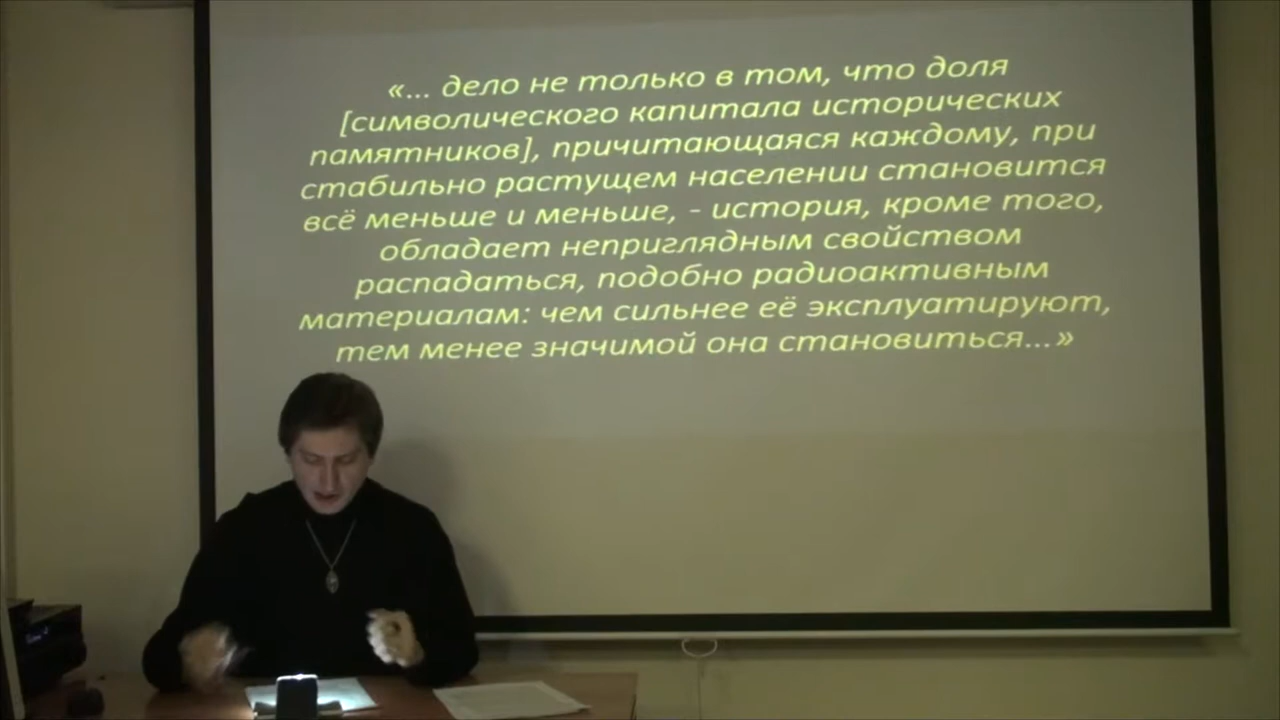 «... дело не только в том, что доля
[символического капитала исторических
памятников], причитающаяся каждому, при
стабильно растущем населении становится
всё меньше и меньше, - история, кроме того,
обладает неприглядным свойством
распадаться, подобно радиоактивным
материалам: чем сильнее её эксплуатируют,
тем менее значимой она становиться...»